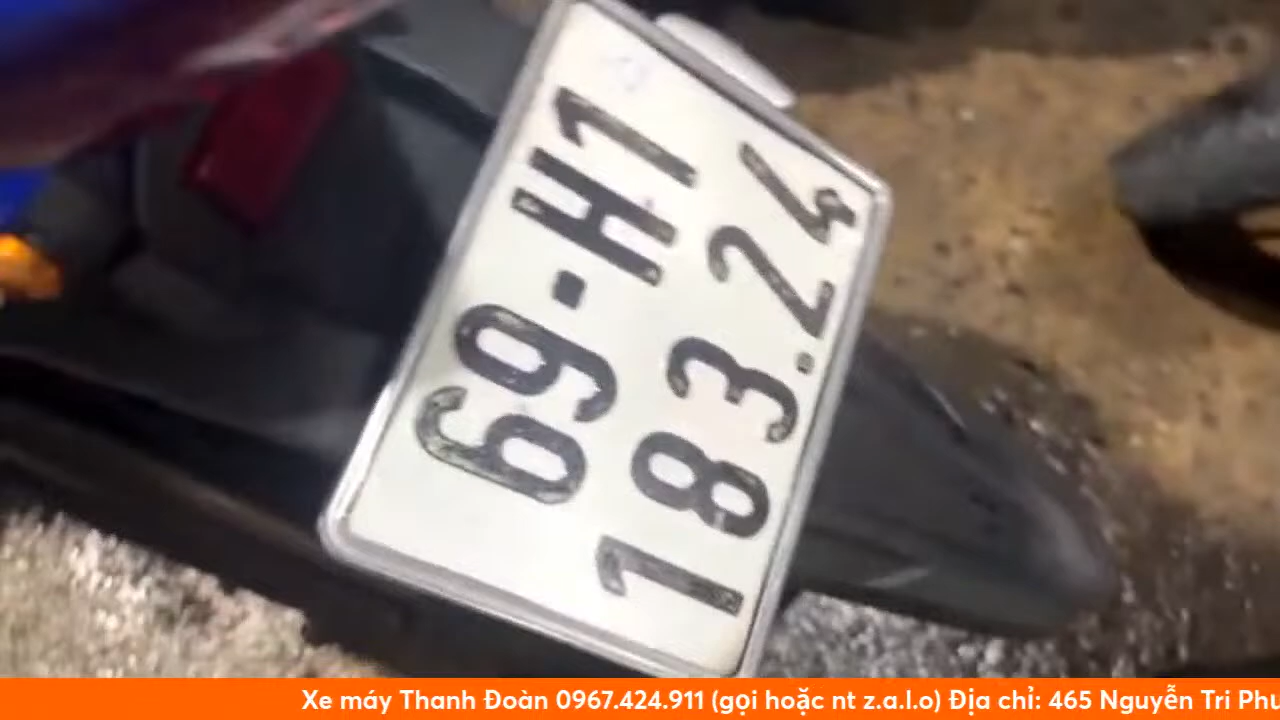 69-H1
183.24
Xe máy Thanh Đoàn 0967.424.911 (gọi hoặc nt z.a.l.o) Địa chỉ: 465 Nguyễn Tri